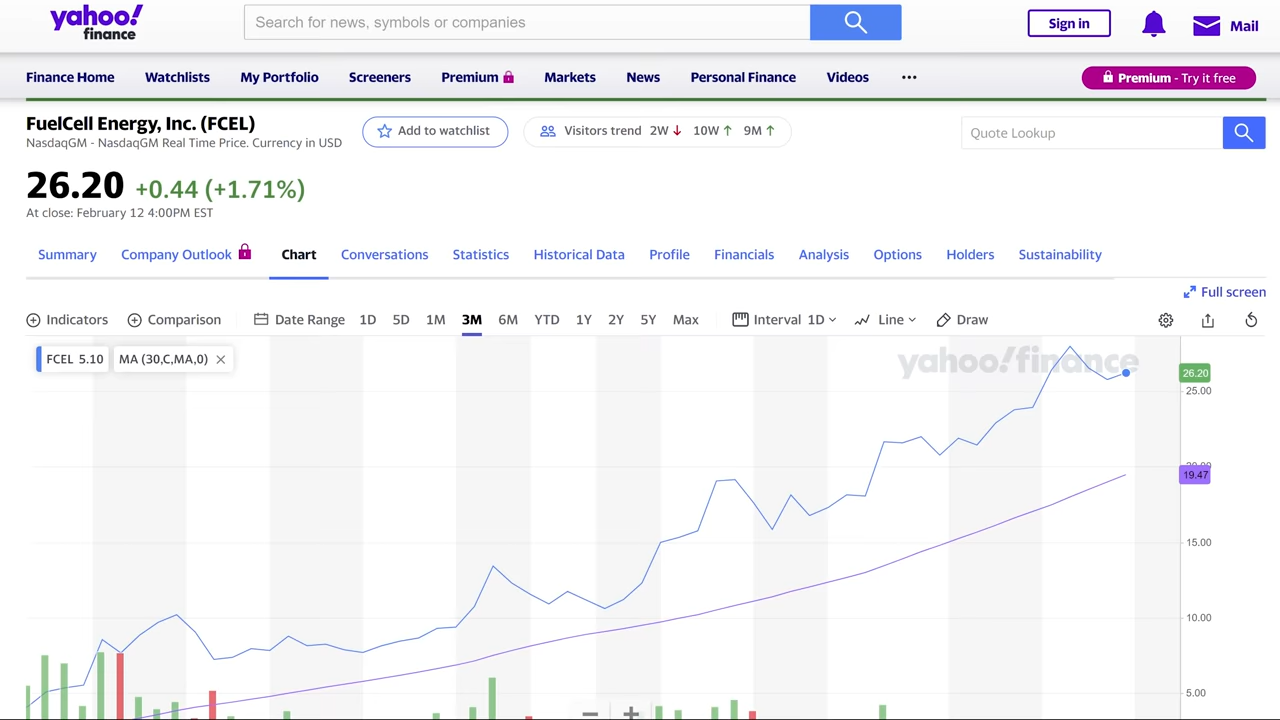 yahoo!
finance
Search for news, symbols or companies
Sign in
Mail
Finance Home Watchlists My Portfolio Screeners Premium Markets News Personal Finance Videos •••
Premium - Try it free
FuelCell Energy, Inc. (FCEL)
NasdaqGM - NasdaqGM Real Time Price. Currency in USD
Add to watchlist
Visitors trend 2W ↓ 10W ↑ 9M ↑
Quote Lookup
26.20 +0.44 (+1.71%)
At close: February 12 4:00PM EST
Summary Company Outlook Chart Conversations Statistics Historical Data Profile Financials Analysis Options Holders Sustainability
Full screen
Indicators Comparison Date Range 1D 5D 1M 3M 6M YTD 1Y 2Y 5Y Max Interval 1D Line Draw
FCEL 5.10 MA (30,C,MA,0) ×
yahoo!finance
26.20
25.00
20.00
19.47
15.00
10.00
5.00